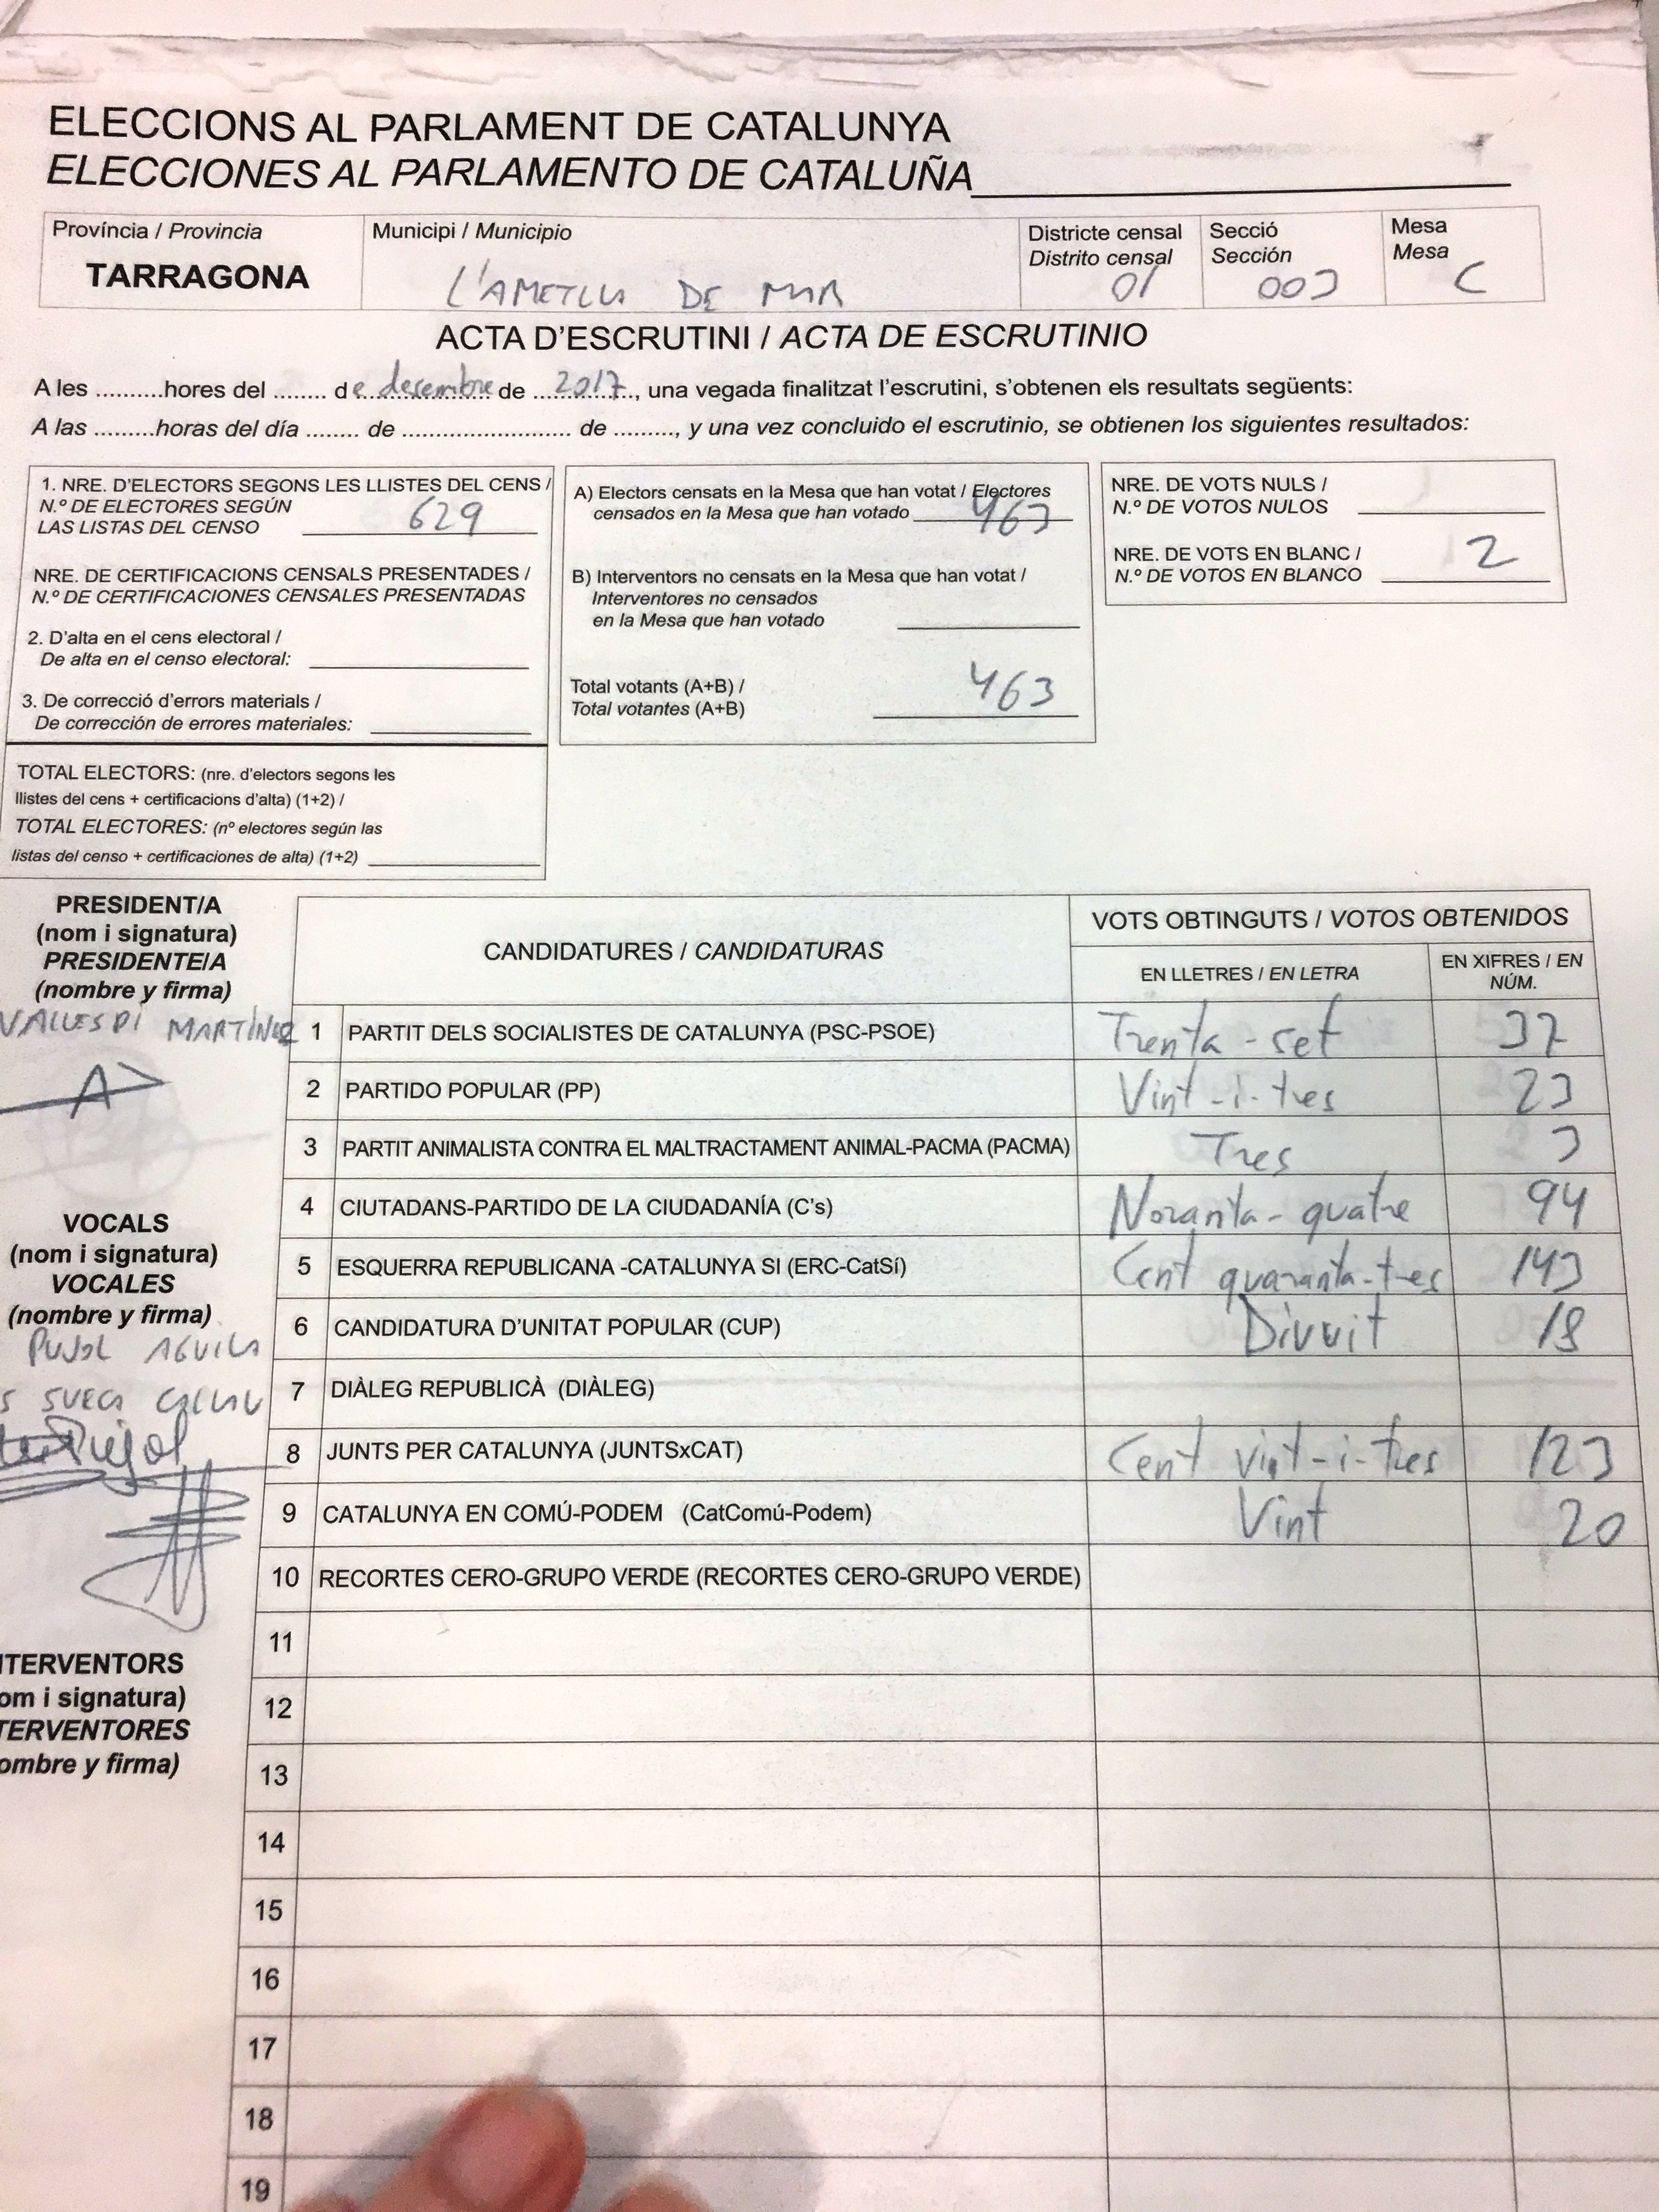 ELECCIONS AL PARLAMENT DE CATALUNYA
ELECCIONES AL PARLAMENTO DE CATALUÑA
Província / Provincia
TARRAGONA
Municipi / Municipio
L'AMETLLA DE MAR
Districte censal
Distrito censal
01
Secció
Sección
003
Mesa
Mesa
C
ACTA D'ESCRUTINI / ACTA DE ESCRUTINIO
A les ..........hores del ........ de desembre de 2017, una vegada finalitzat l'escrutini, s'obtenen els resultats següents:
A las .........horas del día ........ de ........................ de ........., y una vez concluido el escrutinio, se obtienen los siguientes resultados:
1. NRE. D'ELECTORS SEGONS LES LLISTES DEL CENS /
N.º DE ELECTORES SEGÚN
LAS LISTAS DEL CENSO 629
NRE. DE CERTIFICACIONS CENSALS PRESENTADES /
N.º DE CERTIFICACIONES CENSALES PRESENTADAS
2. D'alta en el cens electoral /
De alta en el censo electoral:
3. De correcció d'errors materials /
De corrección de errores materiales:
TOTAL ELECTORS: (nre. d'electors segons les
llistes del cens + certificacions d'alta) (1+2) /
TOTAL ELECTORES: (nº electores según las
listas del censo + certificaciones de alta) (1+2)
A) Electors censats en la Mesa que han votat / Electores
censados en la Mesa que han votado 463
B) Interventors no censats en la Mesa que han votat /
Interventores no censados
en la Mesa que han votado
Total votants (A+B) /
Total votantes (A+B) 463
NRE. DE VOTS NULS /
N.º DE VOTOS NULOS
NRE. DE VOTS EN BLANC /
N.º DE VOTOS EN BLANCO 2
PRESIDENT/A
(nom i signatura)
PRESIDENTE/A
(nombre y firma)
VALLESPI MARTÍNEZ
VOCALS
(nom i signatura)
VOCALES
(nombre y firma)
PUJOL AGUILA
Pujol
TERVENTORS
om i signatura)
TERVENTORES
ombre y firma)
CANDIDATURES / CANDIDATURAS
VOTS OBTINGUTS / VOTOS OBTENIDOS
EN LLETRES / EN LETRA
EN XIFRES / EN
NÚM.
1 PARTIT DELS SOCIALISTES DE CATALUNYA (PSC-PSOE) Trenta-set 37
2 PARTIDO POPULAR (PP) Vint-i-tres 23
3 PARTIT ANIMALISTA CONTRA EL MALTRACTAMENT ANIMAL-PACMA (PACMA) Tres 3
4 CIUTADANS-PARTIDO DE LA CIUDADANÍA (C's) Noranta-quatre 94
5 ESQUERRA REPUBLICANA -CATALUNYA SI (ERC-CatSí) Cent quaranta-tres 143
6 CANDIDATURA D'UNITAT POPULAR (CUP) Divuit 18
7 DIÀLEG REPUBLICÀ (DIÀLEG)
8 JUNTS PER CATALUNYA (JUNTSxCAT) Cent vint-i-tres 123
9 CATALUNYA EN COMÚ-PODEM (CatComú-Podem) Vint 20
10 RECORTES CERO-GRUPO VERDE (RECORTES CERO-GRUPO VERDE)
11
12
13
14
15
16
17
18
19